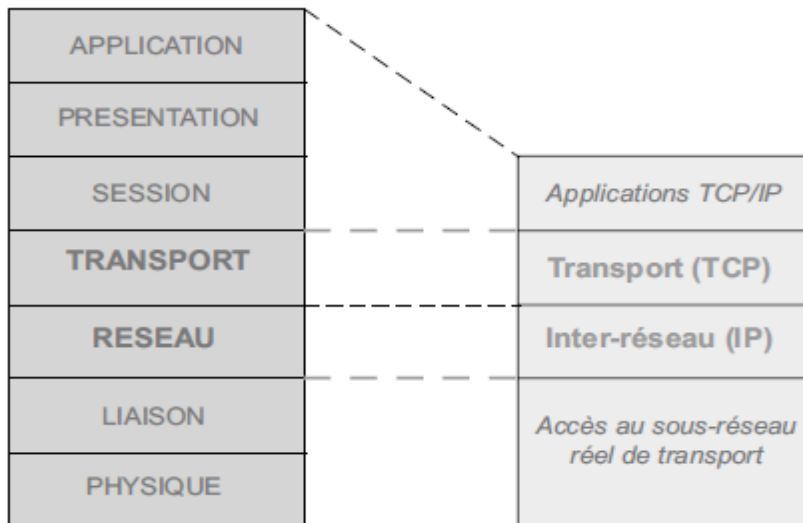 APPLICATION
PRESENTATION
SESSION
TRANSPORT
RESEAU
LIAISON
PHYSIQUE
Applications TCP/IP
Transport (TCP)
Inter-réseau (IP)
Accès au sous-réseau
réel de transport